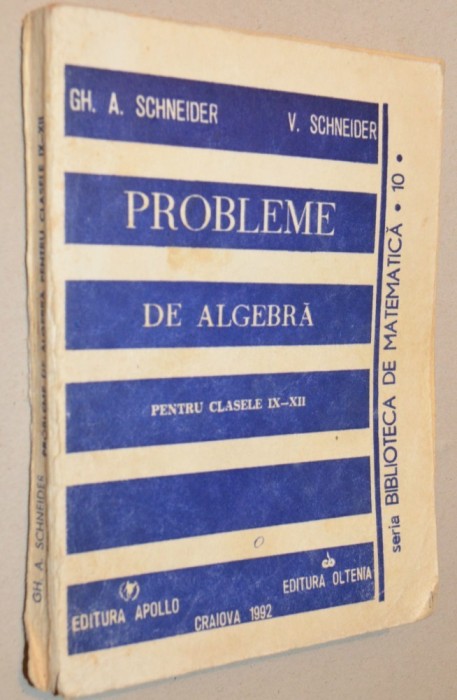 GH. A. SCHNEIDER
V. SCHNEIDER
PROBLEME
DE ALGEBRĂ
PENTRU CLASELE IX-XII
EDITURA APOLLO
EDITURA OLTENIA
CRAIOVA 1992
seria BIBLIOTECA DE MATEMATICĂ • 10 •
GH. A. SCHNEIDER PROBLEME DE ALGEBRA PENTRU CLASELE IX-XII